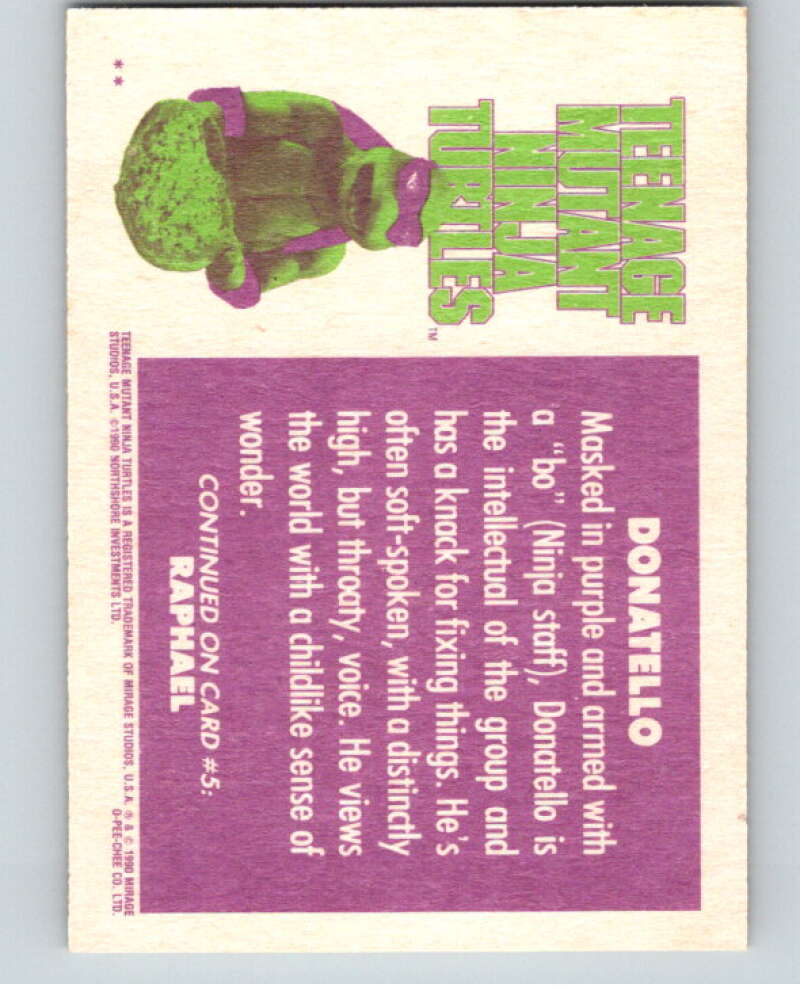 TEENAGE
MUTANT
NINJA
TURTLES™
DONATELLO
Masked in purple and armed with
a "bo" (Ninja staff), Donatello is
the intellectual of the group and
has a knack for fixing things. He's
often soft-spoken, with a distinctly
high, but throaty, voice. He views
the world with a childlike sense of
wonder.
CONTINUED ON CARD #5:
RAPHAEL
TEENAGE MUTANT NINJA TURTLES IS A REGISTERED TRADEMARK OF MIRAGE STUDIOS, U.S.A. ® & © 1990 MIRAGE
STUDIOS, U.S.A. ©1990 NORTHSHORE INVESTMENTS LTD. O-PEE-CHEE CO. LTD.
**